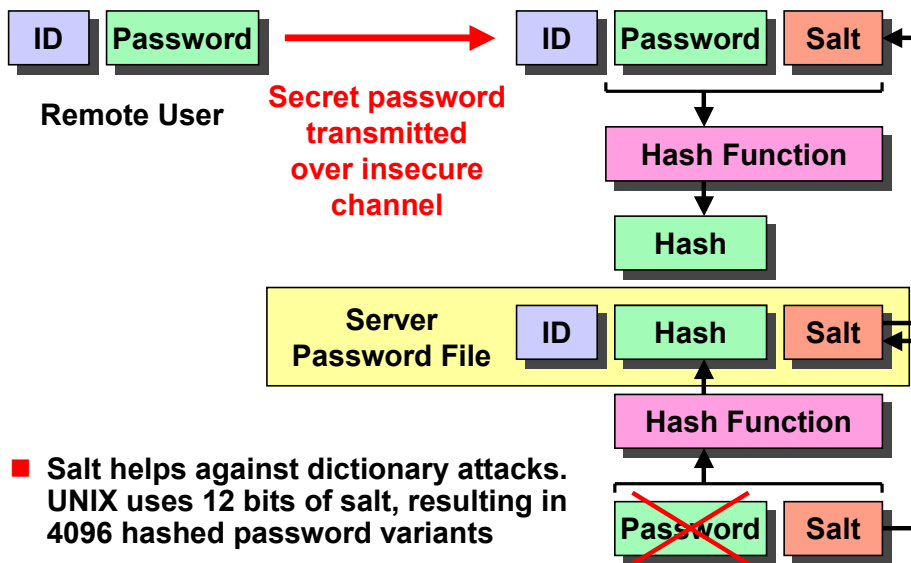 ID Password
ID Password Salt
Remote User
Secret password
transmitted
over insecure
channel
Hash Function
Hash
Server
Password File
ID Hash Salt
Hash Function
Salt helps against dictionary attacks.
UNIX uses 12 bits of salt, resulting in
4096 hashed password variants
Password Salt